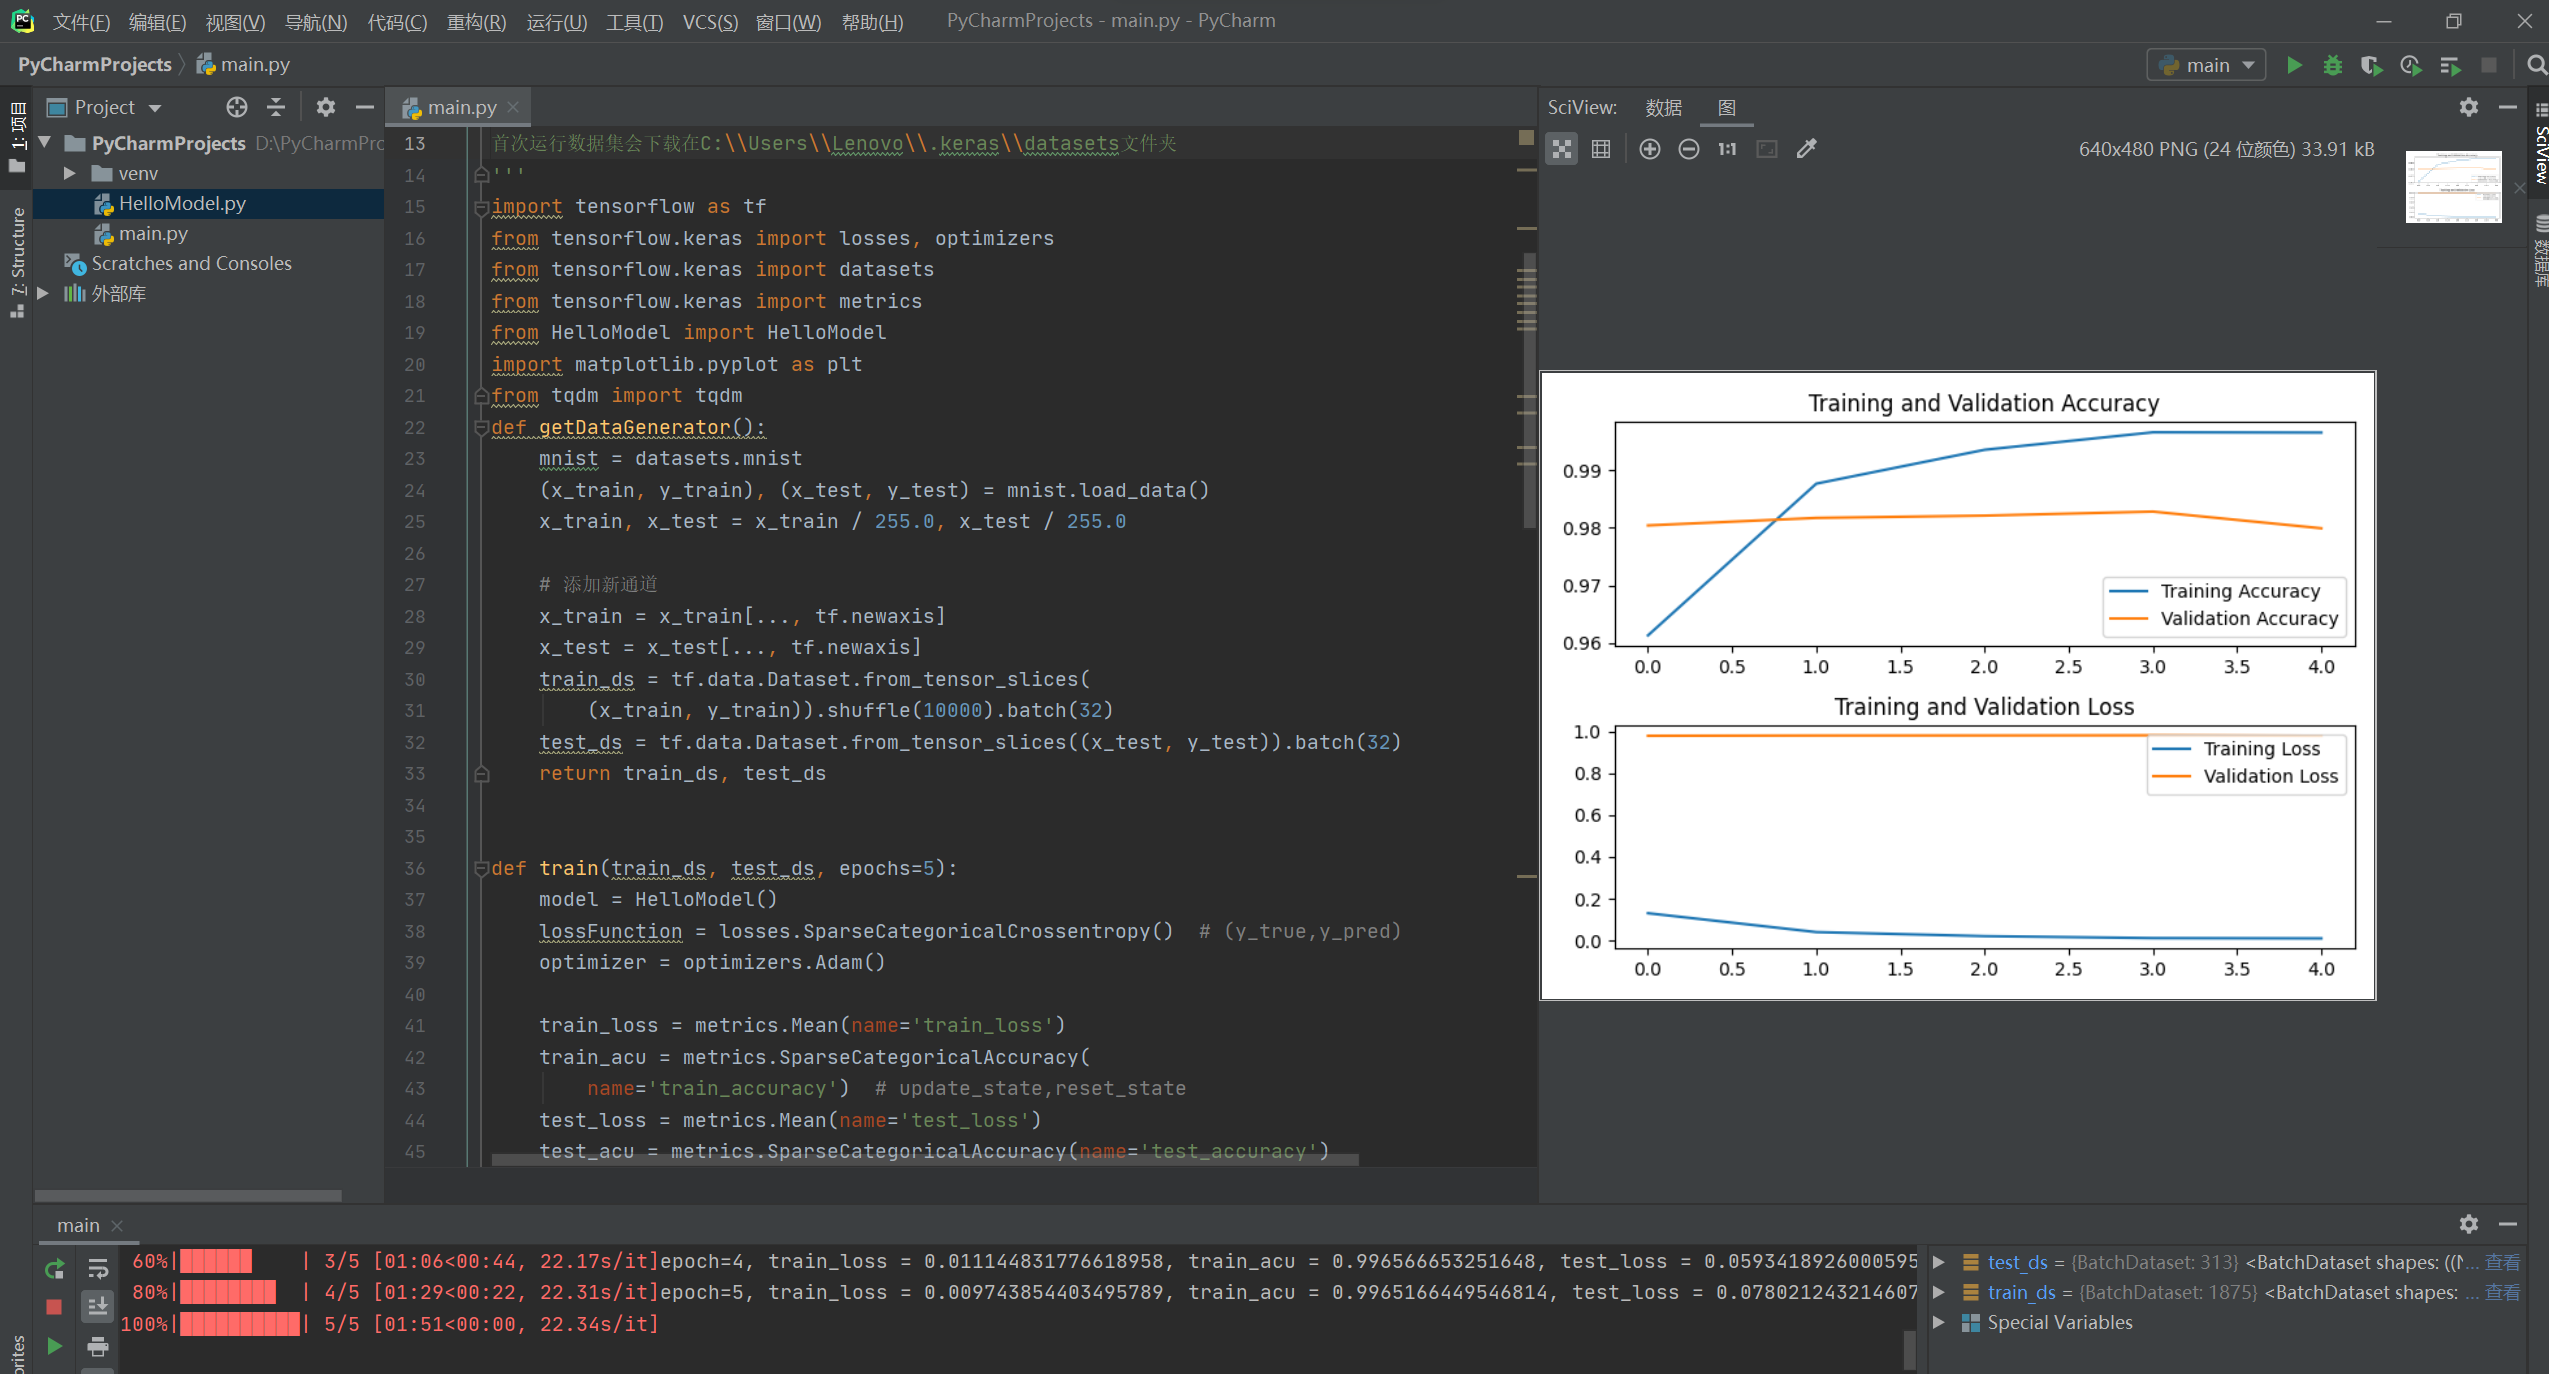 文件(F) 编辑(E) 视图(V) 导航(N) 代码(C) 重构(R) 运行(U) 工具(T) VCS(S) 窗口(W) 帮助(H) PyCharmProjects - main.py - PyCharm
PyCharmProjects main.py
main
1: 项目
7: Structure
Project
PyCharmProjects D:\PyCharmPro
venv
HelloModel.py
main.py
Scratches and Consoles
外部库
main.py
13 首次运行数据集会下载在C:\\Users\\Lenovo\\.keras\\datasets文件夹
14 '''
15 import tensorflow as tf
16 from tensorflow.keras import losses, optimizers
17 from tensorflow.keras import datasets
18 from tensorflow.keras import metrics
19 from HelloModel import HelloModel
20 import matplotlib.pyplot as plt
21 from tqdm import tqdm
22 def getDataGenerator():
23 mnist = datasets.mnist
24 (x_train, y_train), (x_test, y_test) = mnist.load_data()
25 x_train, x_test = x_train / 255.0, x_test / 255.0
26
27 # 添加新通道
28 x_train = x_train[..., tf.newaxis]
29 x_test = x_test[..., tf.newaxis]
30 train_ds = tf.data.Dataset.from_tensor_slices(
31 (x_train, y_train)).shuffle(10000).batch(32)
32 test_ds = tf.data.Dataset.from_tensor_slices((x_test, y_test)).batch(32)
33 return train_ds, test_ds
34
35
36 def train(train_ds, test_ds, epochs=5):
37 model = HelloModel()
38 lossFunction = losses.SparseCategoricalCrossentropy() # (y_true,y_pred)
39 optimizer = optimizers.Adam()
40
41 train_loss = metrics.Mean(name='train_loss')
42 train_acu = metrics.SparseCategoricalAccuracy(
43 name='train_accuracy') # update_state,reset_state
44 test_loss = metrics.Mean(name='test_loss')
45 test_acu = metrics.SparseCategoricalAccuracy(name='test_accuracy')
SciView: 数据 图
1:1 640x480 PNG (24 位颜色) 33.91 kB
SciView
数据库
Training and Validation Accuracy
0.99
0.98
0.97
0.96
Training Accuracy
Validation Accuracy
0.0 0.5 1.0 1.5 2.0 2.5 3.0 3.5 4.0
Training and Validation Loss
1.0
0.8
0.6
0.4
0.2
0.0
Training Loss
Validation Loss
0.0 0.5 1.0 1.5 2.0 2.5 3.0 3.5 4.0
main
60%| | 3/5 [01:06<00:44, 22.17s/it]epoch=4, train_loss = 0.011144831776618958, train_acu = 0.996566653251648, test_loss = 0.0593418926000595
80%| | 4/5 [01:29<00:22, 22.31s/it]epoch=5, train_loss = 0.009743854403495789, train_acu = 0.9965166449546814, test_loss = 0.078021243214607
100%| | 5/5 [01:51<00:00, 22.34s/it]
test_ds = {BatchDataset: 313} <BatchDataset shapes: ((N... 查看
train_ds = {BatchDataset: 1875} <BatchDataset shapes: ... 查看
Special Variables
orites